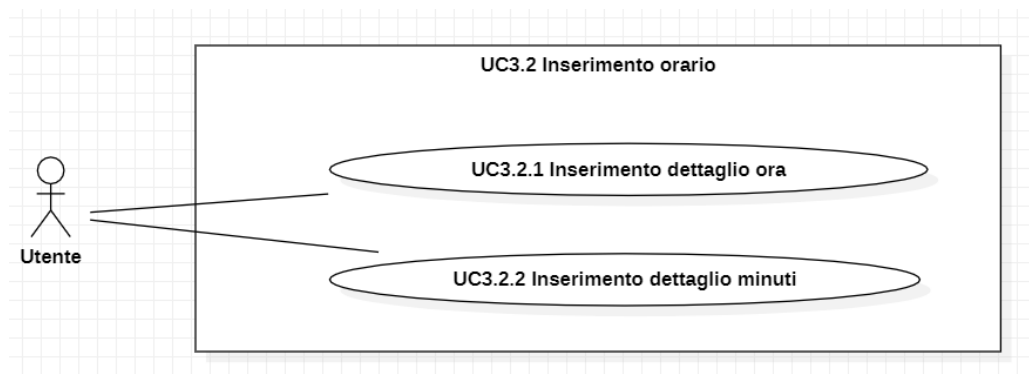 UC3.2 Inserimento orario
UC3.2.1 Inserimento dettaglio ora
Utente
UC3.2.2 Inserimento dettaglio minuti